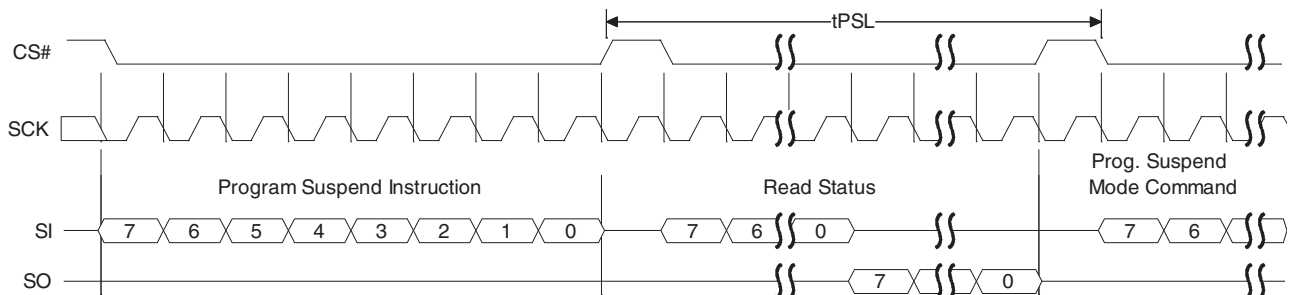 tPSL
CS#
SCK
Prog. Suspend
Program Suspend Instruction Read Status Mode Command
SI 7 6 5 4 3 2 1 0 7 6 0 7 6
SO 7 0